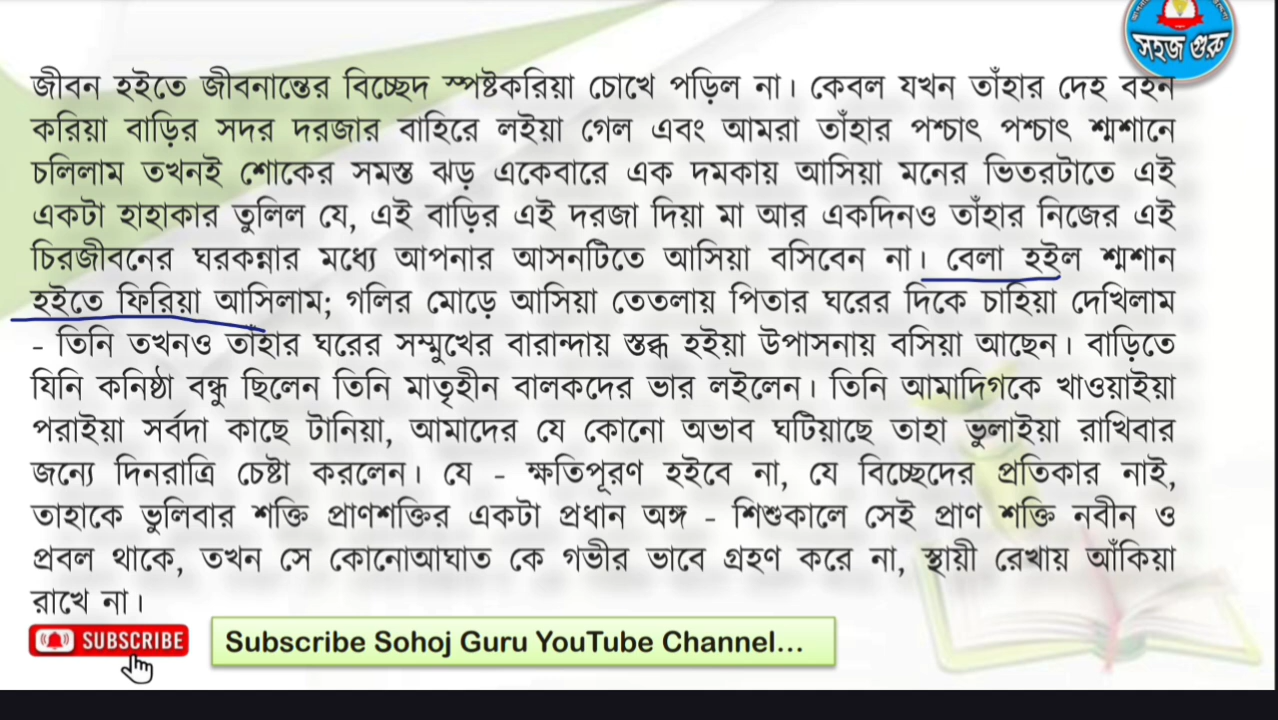 সহজ গুরু
জীবন হইতে জীবনান্তের বিচ্ছেদ স্পষ্টকরিয়া চোখে পড়িল না। কেবল যখন তাঁহার দেহ বহন
করিয়া বাড়ির সদর দরজার বাহিরে লইয়া গেল এবং আমরা তাঁহার পশ্চাৎ পশ্চাৎ শ্মশানে
চলিলাম তখনই শোকের সমস্ত ঝড় একেবারে এক দমকায় আসিয়া মনের ভিতরটাতে এই
একটা হাহাকার তুলিল যে, এই বাড়ির এই দরজা দিয়া মা আর একদিনও তাঁহার নিজের এই
চিরজীবনের ঘরকন্নার মধ্যে আপনার আসনটিতে আসিয়া বসিবেন না। বেলা হইল শ্মশান
হইতে ফিরিয়া আসিলাম; গলির মোড়ে আসিয়া তেতলায় পিতার ঘরের দিকে চাহিয়া দেখিলাম
- তিনি তখনও তাঁহার ঘরের সম্মুখের বারান্দায় স্তব্ধ হইয়া উপাসনায় বসিয়া আছেন। বাড়িতে
যিনি কনিষ্ঠা বন্ধু ছিলেন তিনি মাতৃহীন বালকদের ভার লইলেন। তিনি আমাদিগকে খাওয়াইয়া
পরাইয়া সর্বদা কাছে টানিয়া, আমাদের যে কোনো অভাব ঘটিয়াছে তাহা ভুলাইয়া রাখিবার
জন্যে দিনরাত্রি চেষ্টা করলেন। যে - ক্ষতিপূরণ হইবে না, যে বিচ্ছেদের প্রতিকার নাই,
তাহাকে ভুলিবার শক্তি প্রাণশক্তির একটা প্রধান অঙ্গ - শিশুকালে সেই প্রাণ শক্তি নবীন ও
প্রবল থাকে, তখন সে কোনোআঘাত কে গভীর ভাবে গ্রহণ করে না, স্থায়ী রেখায় আঁকিয়া
রাখে না।
SUBSCRIBE
Subscribe Sohoj Guru YouTube Channel...